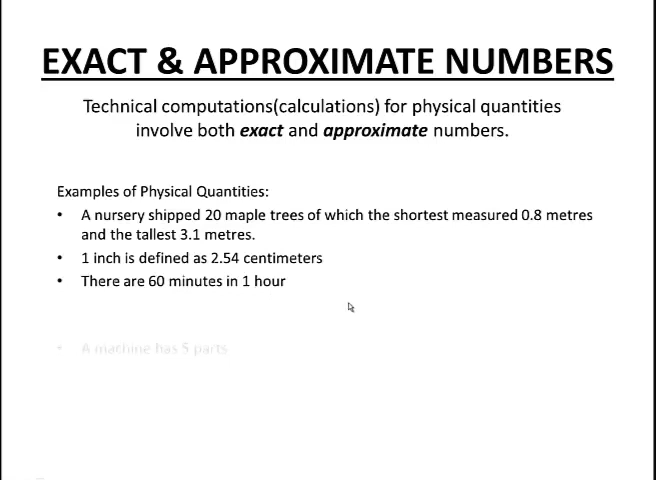 EXACT & APPROXIMATE NUMBERS
Technical computations(calculations) for physical quantities
involve both exact and approximate numbers.
Examples of Physical Quantities:
• A nursery shipped 20 maple trees of which the shortest measured 0.8 metres
and the tallest 3.1 metres.
• 1 inch is defined as 2.54 centimeters
• There are 60 minutes in 1 hour
• A machine has 5 parts